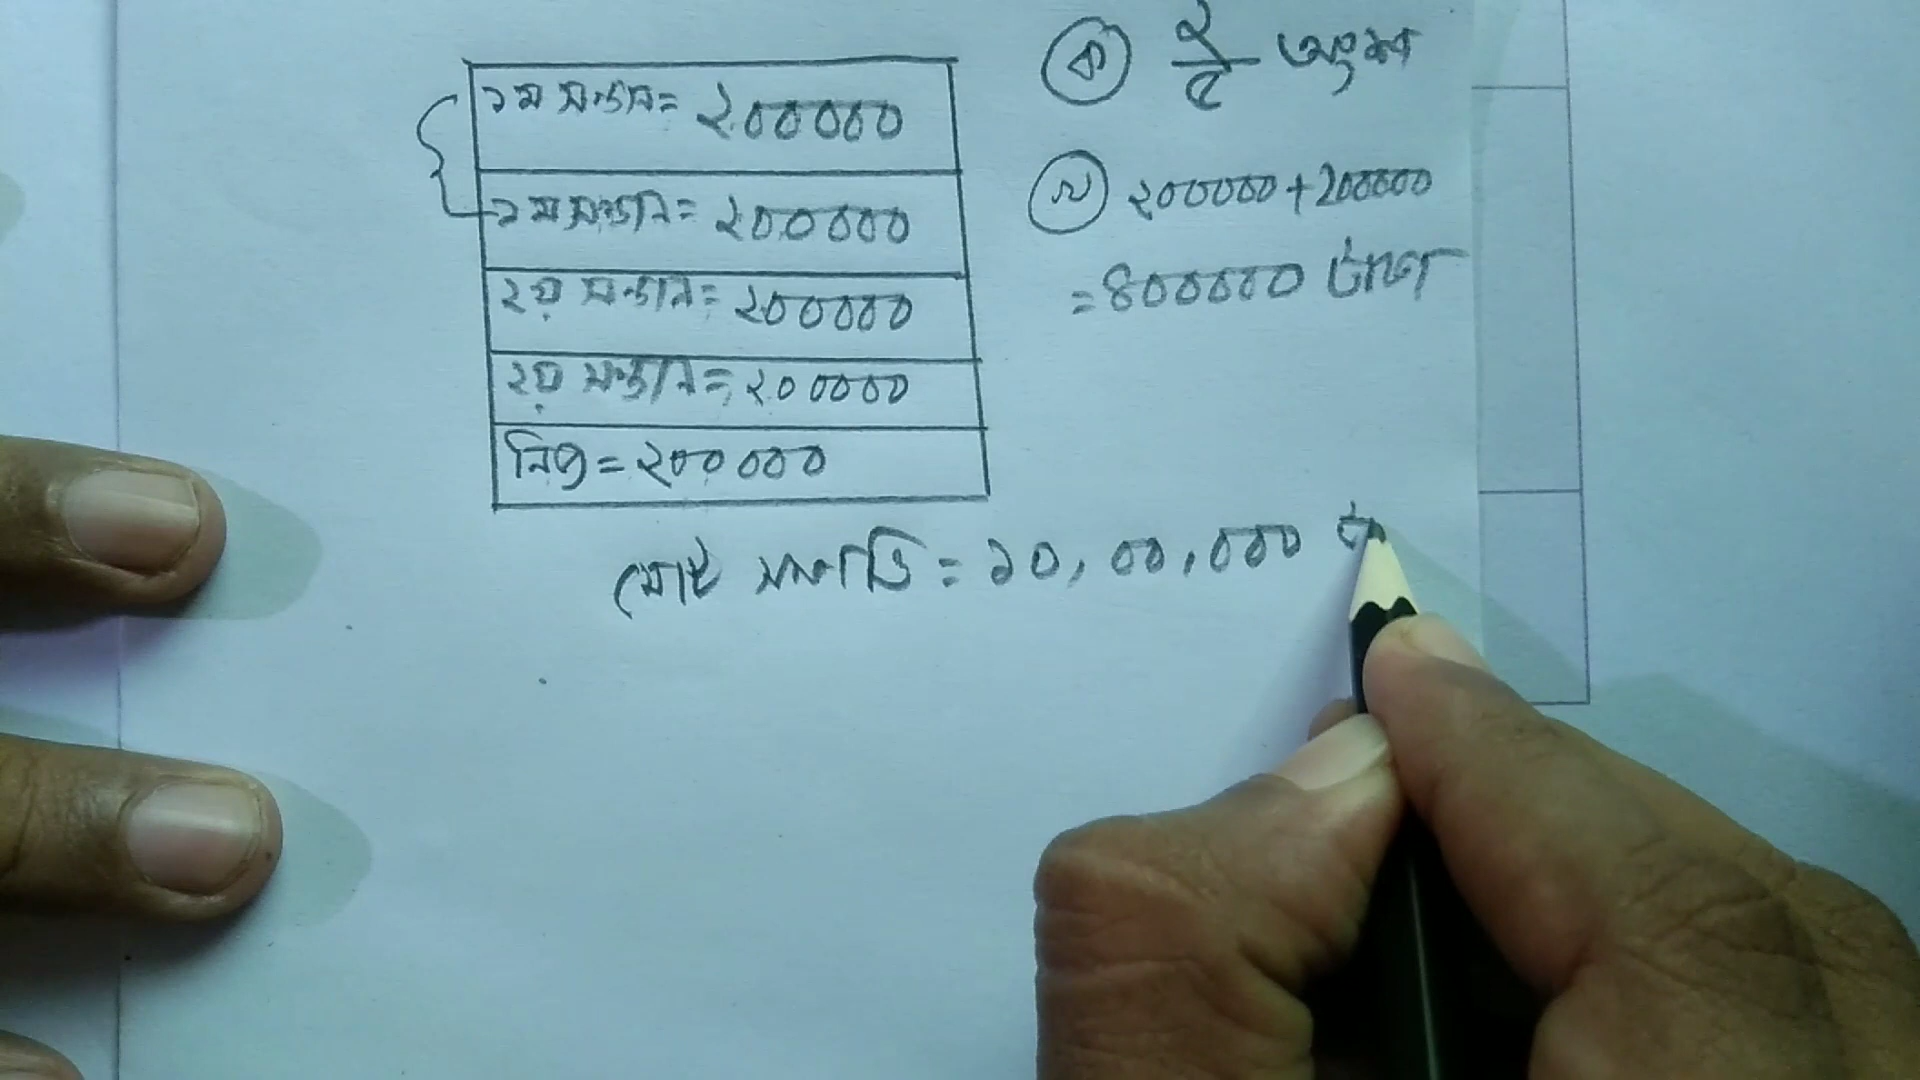 ১ম সন্তান= ২০০০০০
১ম সন্তান= ২০০০০০
২য় সন্তান= ২০০০০০
২য় সন্তান= ২০০০০০
নিজ=২০০০০০
মোট সম্পত্তি = ১০,০০,০০০ ট
ক ২/৫ অংশ
খ ২০০০০০+২০০০০০
=৪০০০০০ টাকা